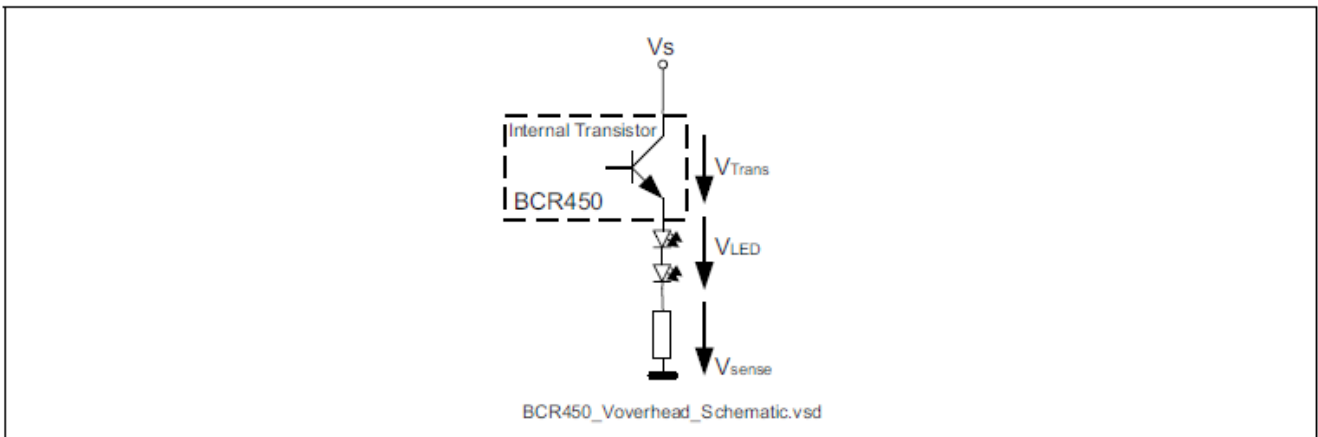 Vs
Internal Transistor
BCR450
VTrans
VLED
Vsense
BCR450_Voverhead_Schematic.vsd